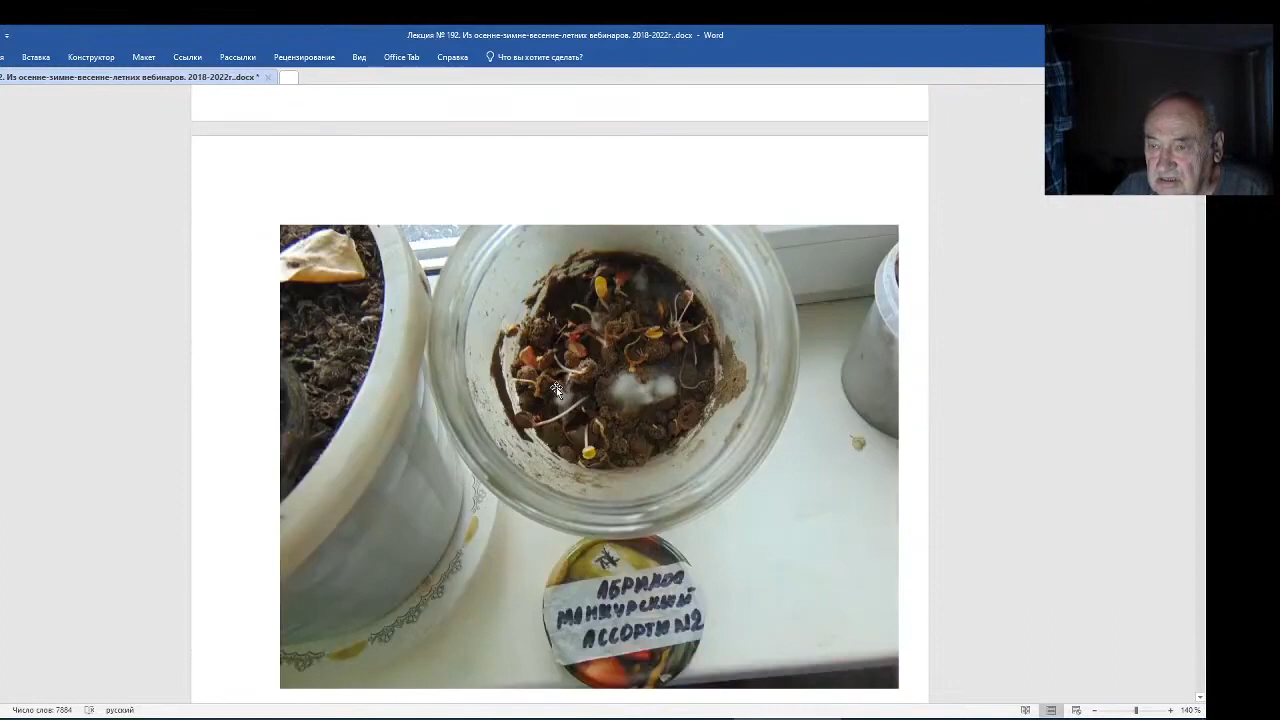 Лекция № 192. Из осенне-зимне-весенне-летних вебинаров. 2018-2022г..docx - Word
Вставка Конструктор Макет Ссылки Рассылки Рецензирование Вид Office Tab Справка Что вы хотите сделать?
2. Из осенне-зимне-весенне-летних вебинаров. 2018-2022г..docx *
АБРИКОС
МАНЖУРСКИЙ
АССОРТИ №2
Число слов: 7884 русский 140 %